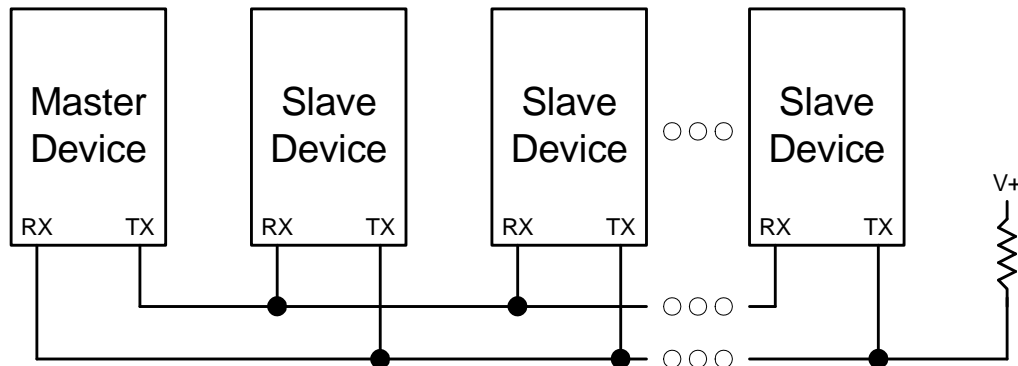 Master
Device
Slave
Device
Slave
Device
Slave
Device
V+
RX TX
RX TX
RX TX
RX TX